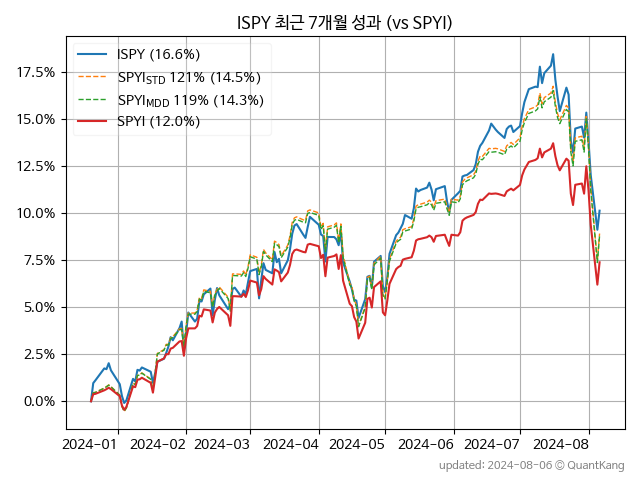 ISPY 최근 7개월 성과 (vs SPYI)
ISPY (16.6%)
SPYI_STD 121% (14.5%)
SPYI_MDD 119% (14.3%)
SPYI (12.0%)
17.5%
15.0%
12.5%
10.0%
7.5%
5.0%
2.5%
0.0%
2024-01 2024-02 2024-03 2024-04 2024-05 2024-06 2024-07 2024-08
updated: 2024-08-06 © QuantKang